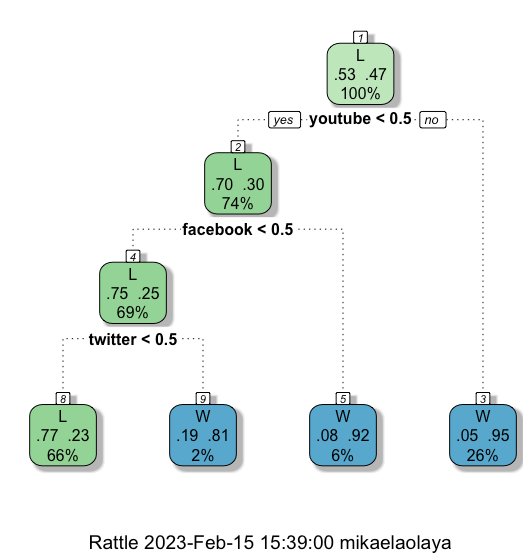 1
L
.53 .47
100%
yes youtube < 0.5 no
2
L
.70 .30
74%
facebook < 0.5
4
L
.75 .25
69%
twitter < 0.5
8
L
.77 .23
66%
9
W
.19 .81
2%
5
W
.08 .92
6%
3
W
.05 .95
26%
Rattle 2023-Feb-15 15:39:00 mikaelaolaya